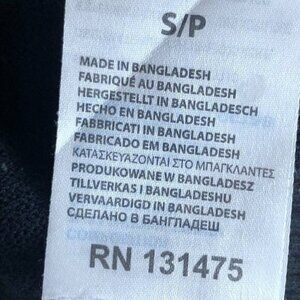 S/P
MADE IN BANGLADESH
FABRIQUÉ AU BANGLADESH
HERGESTELLT IN BANGLADESCH
HECHO EN BANGLADESH
FABBRICATI IN BANGLADESH
FABRICADO EM BANGLADESH
ΚΑΤΑΣΚΕΥΑΖΟΝΤΑΙ ΣΤΟ ΜΠΑΓΚΛΑΝΤΕΣ
PRODUKOWANE W BANGLADESZ
TILLVERKAS I BANGLADESHU
VERVAARDIGD IN BANGLADESH
СДЕЛАНО В БАНГЛАДЕШ
RN 131475